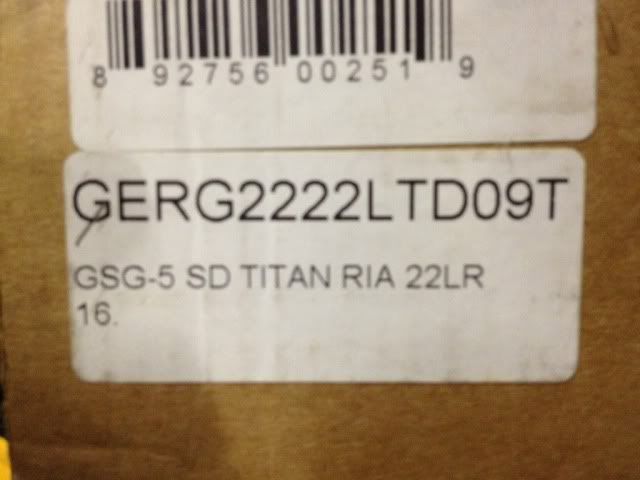 8 92756 00251 9
GERG2222LTD09T
GSG-5 SD TITAN RIA 22LR
16.